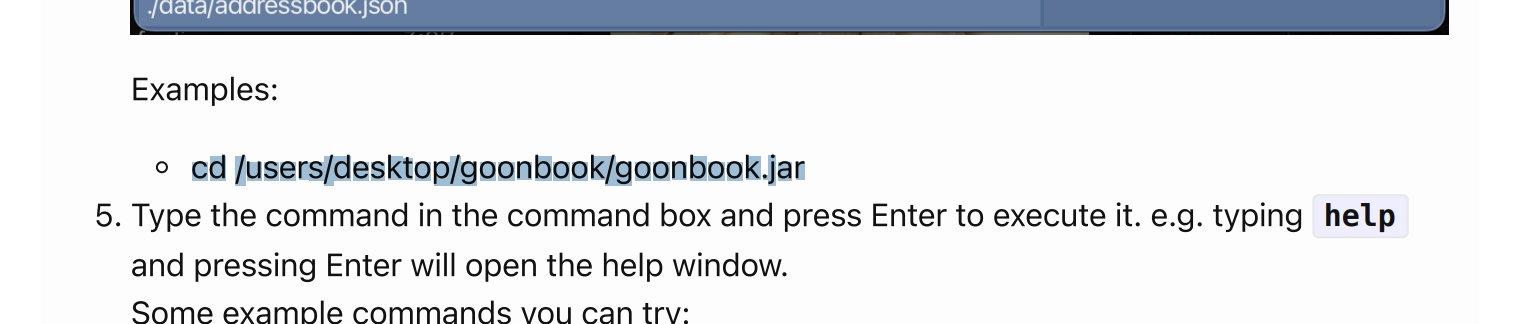 ./data/addressbook.json
Examples:
cd /users/desktop/goonbook/goonbook.jar
5. Type the command in the command box and press Enter to execute it. e.g. typing help
and pressing Enter will open the help window.
Some example commands you can try: